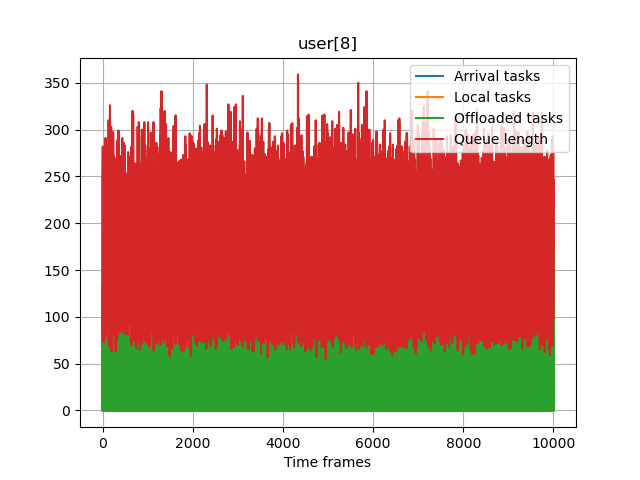 user[8]
Arrival tasks
Local tasks
Offloaded tasks
Queue length
350
300
250
200
150
100
50
0
0 2000 4000 6000 8000 10000
Time frames